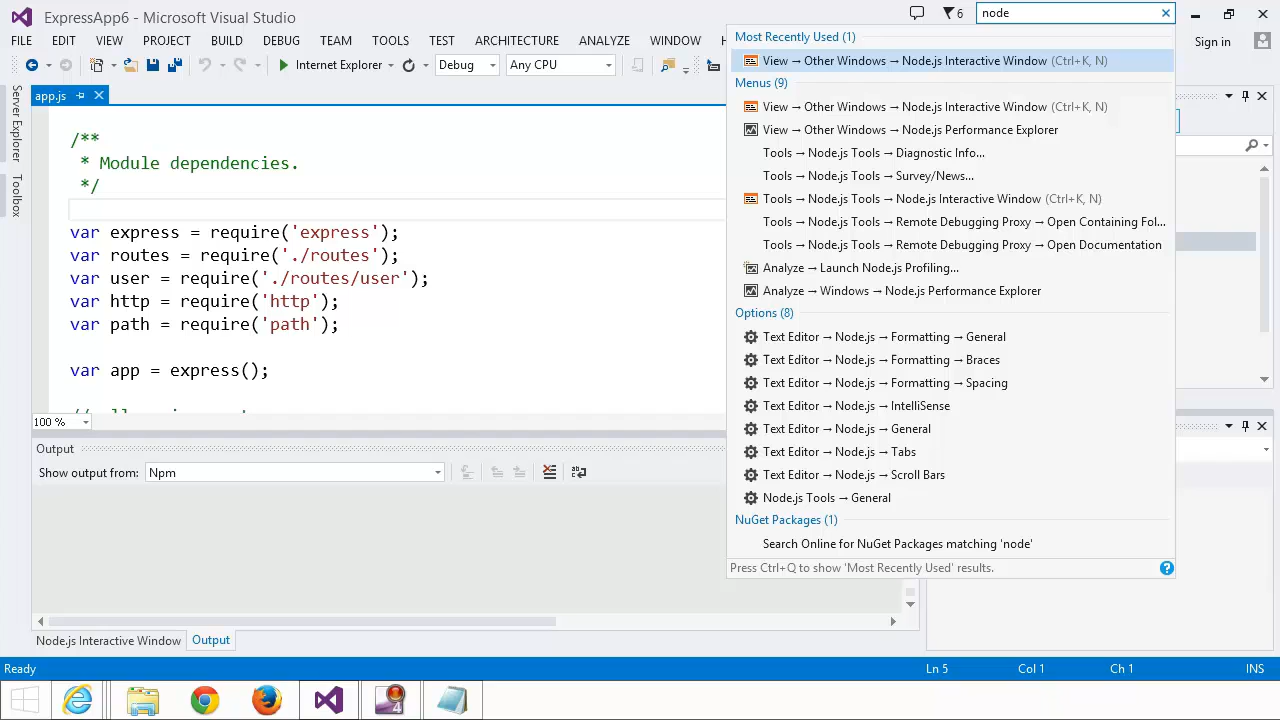 ExpressApp6 - Microsoft Visual Studio
6
node
FILE EDIT VIEW PROJECT BUILD DEBUG TEAM TOOLS TEST ARCHITECTURE ANALYZE WINDOW
Sign in
Internet Explorer
Debug
Any CPU
Server Explorer
Toolbox
app.js
/**
* Module dependencies.
*/
var express = require('express');
var routes = require('./routes');
var user = require('./routes/user');
var http = require('http');
var path = require('path');
var app = express();
100 %
Output
Show output from: Npm
Node.js Interactive Window
Output
Most Recently Used (1)
View → Other Windows → Node.js Interactive Window (Ctrl+K, N)
Menus (9)
View → Other Windows → Node.js Interactive Window (Ctrl+K, N)
View → Other Windows → Node.js Performance Explorer
Tools → Node.js Tools → Diagnostic Info...
Tools → Node.js Tools → Survey/News...
Tools → Node.js Tools → Node.js Interactive Window (Ctrl+K, N)
Tools → Node.js Tools → Remote Debugging Proxy → Open Containing Fol...
Tools → Node.js Tools → Remote Debugging Proxy → Open Documentation
Analyze → Launch Node.js Profiling...
Analyze → Windows → Node.js Performance Explorer
Options (8)
Text Editor → Node.js → Formatting → General
Text Editor → Node.js → Formatting → Braces
Text Editor → Node.js → Formatting → Spacing
Text Editor → Node.js → IntelliSense
Text Editor → Node.js → General
Text Editor → Node.js → Tabs
Text Editor → Node.js → Scroll Bars
Node.js Tools → General
NuGet Packages (1)
Search Online for NuGet Packages matching 'node'
Press Ctrl+Q to show 'Most Recently Used' results.
Ready
Ln 5
Col 1
Ch 1
INS
4